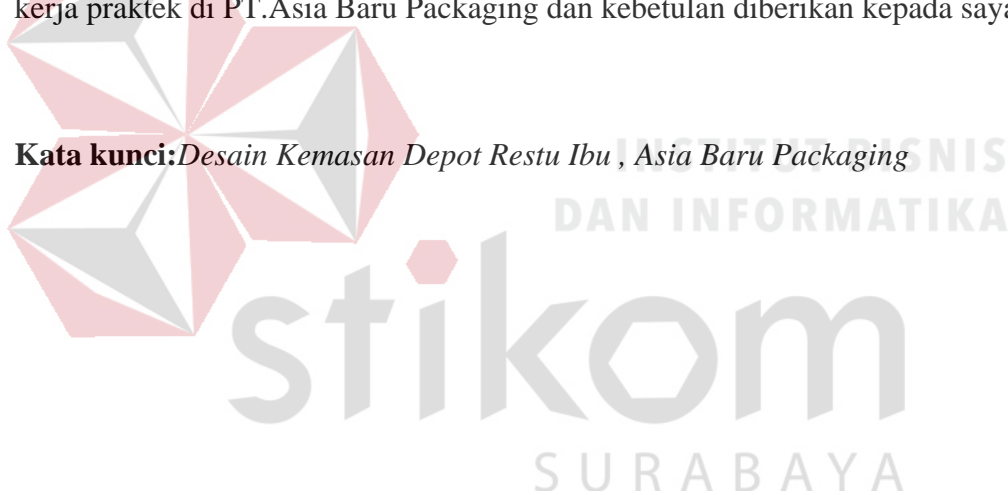 kerja praktek di PT.Asia Baru Packaging dan kebetulan diberikan kepada saya
Kata kunci:Desain Kemasan Depot Restu Ibu , Asia Baru Packaging
INSTITUT BISNIS
DAN INFORMATIKA
stikom
SURABAYA